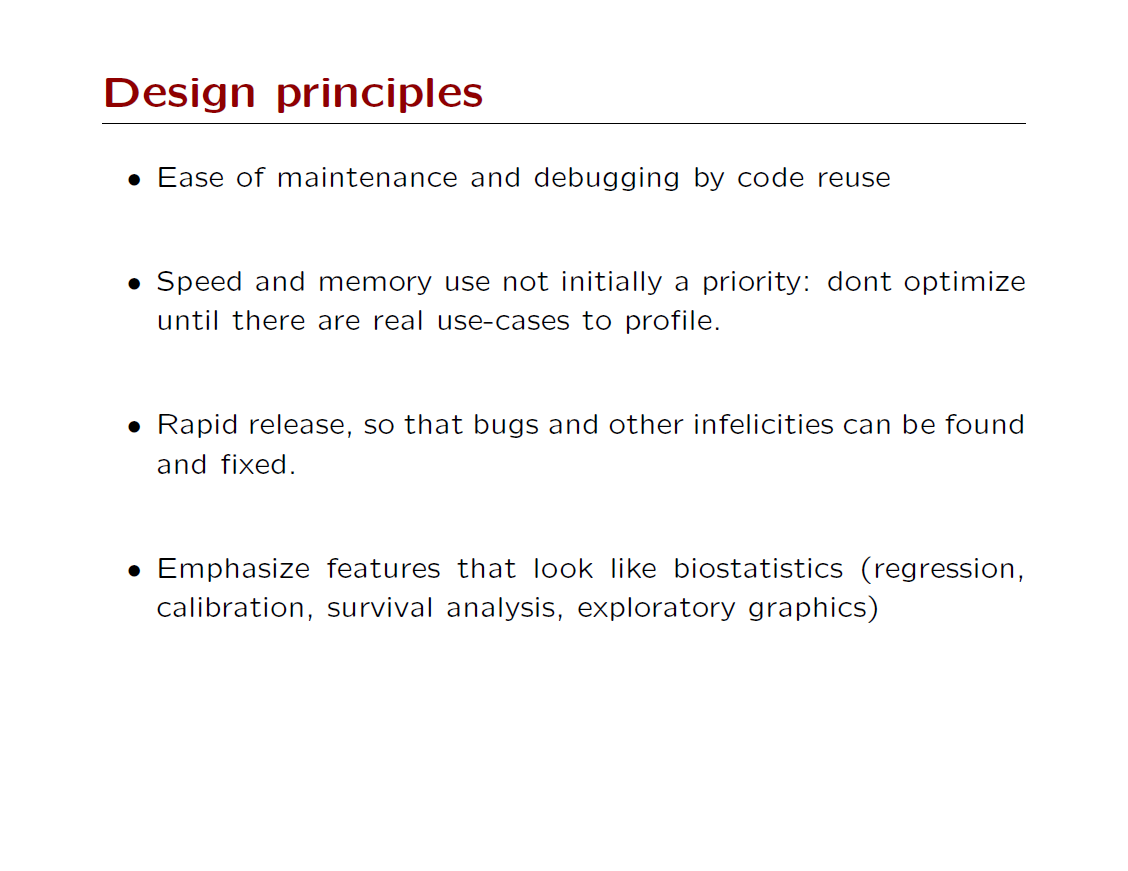 Design principles
• Ease of maintenance and debugging by code reuse
• Speed and memory use not initially a priority: dont optimize
until there are real use-cases to profile.
• Rapid release, so that bugs and other infelicities can be found
and fixed.
• Emphasize features that look like biostatistics (regression,
calibration, survival analysis, exploratory graphics)